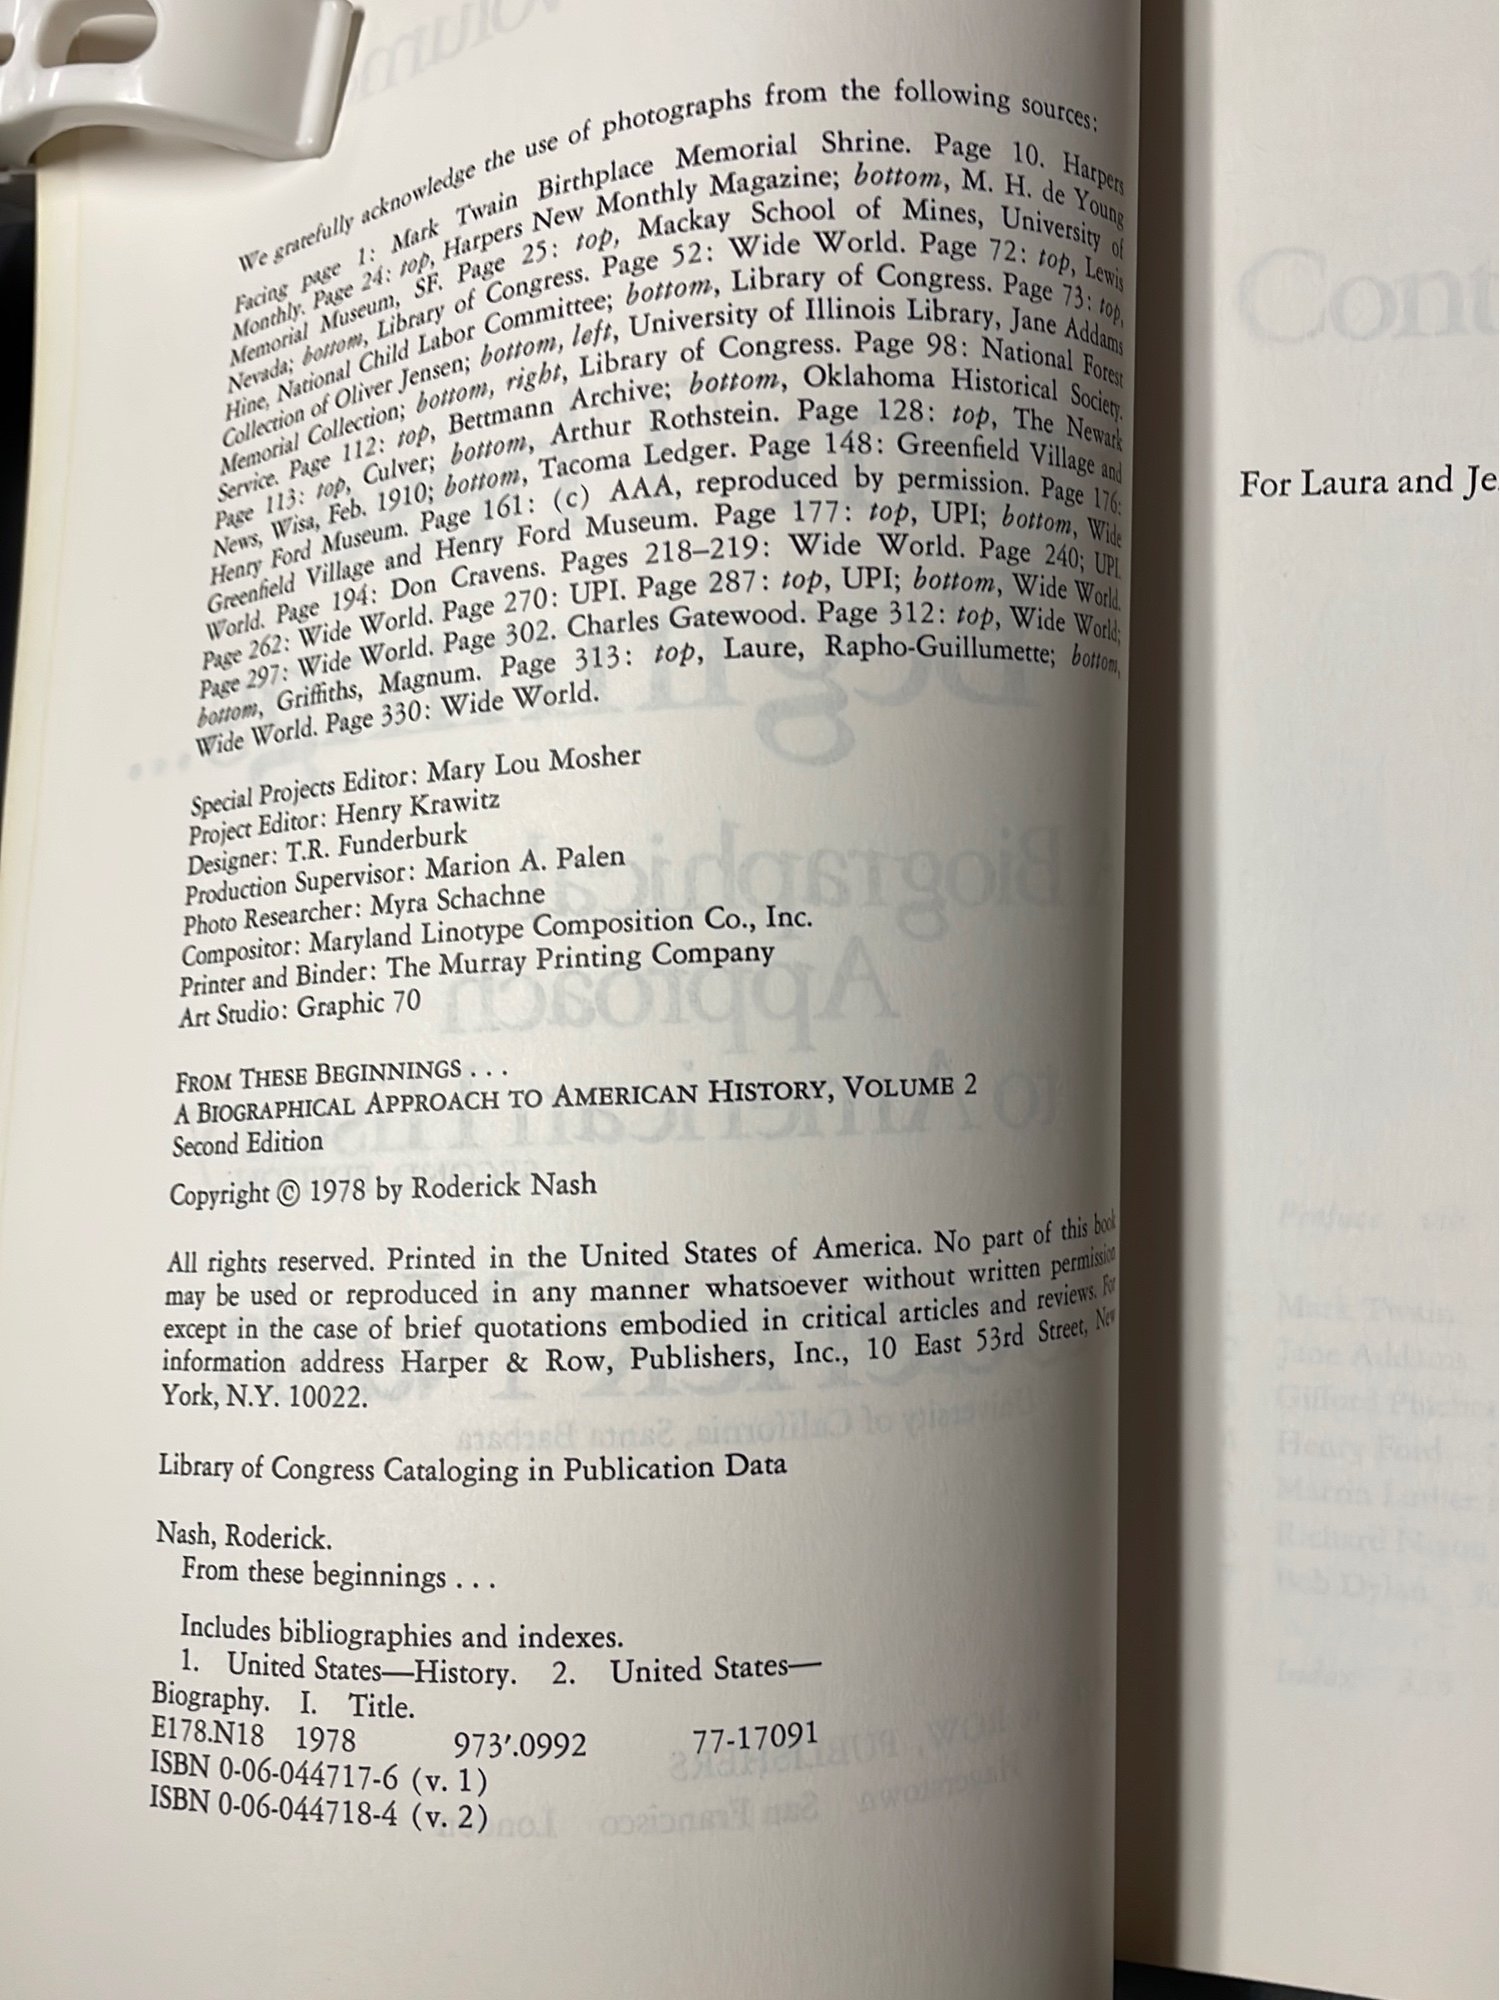 We gratefully acknowledge the use of photographs from the following sources:
Facing page 1: Mark Twain Birthplace Memorial Shrine. Page 10. Harpers
Monthly. Page 24: top, Harpers New Monthly Magazine; bottom, M. H. de Young
Memorial Museum, SF. Page 25: top, Mackay School of Mines, University of
Nevada; bottom, Library of Congress. Page 52: Wide World. Page 72: top, Lewis
Hine, National Child Labor Committee; bottom, Library of Congress. Page 73: top,
Collection of Oliver Jensen; bottom, left, University of Illinois Library, Jane Addams
Memorial Collection; bottom, right, Library of Congress. Page 98: National Forest
Service. Page 112: top, Bettmann Archive; bottom, Oklahoma Historical Society.
Page 113: top, Culver; bottom, Arthur Rothstein. Page 128: top, The Newark
News, Wisa, Feb. 1910; bottom, Tacoma Ledger. Page 148: Greenfield Village and
Henry Ford Museum. Page 161: (c) AAA, reproduced by permission. Page 176:
Greenfield Village and Henry Ford Museum. Page 177: top, UPI; bottom, Wide
World. Page 194: Don Cravens. Pages 218–219: Wide World. Page 240; UPI.
Page 262: Wide World. Page 270: UPI. Page 287: top, UPI; bottom, Wide World.
Page 297: Wide World. Page 302. Charles Gatewood. Page 312: top, Wide World;
bottom, Griffiths, Magnum. Page 313: top, Laure, Rapho-Guillumette; bottom,
Wide World. Page 330: Wide World.
Special Projects Editor: Mary Lou Mosher
Project Editor: Henry Krawitz
Designer: T.R. Funderburk
Production Supervisor: Marion A. Palen
Photo Researcher: Myra Schachne
Compositor: Maryland Linotype Composition Co., Inc.
Printer and Binder: The Murray Printing Company
Art Studio: Graphic 70
FROM THESE BEGINNINGS . . .
A BIOGRAPHICAL APPROACH TO AMERICAN HISTORY, VOLUME 2
Second Edition
Copyright © 1978 by Roderick Nash
All rights reserved. Printed in the United States of America. No part of this book
may be used or reproduced in any manner whatsoever without written permission
except in the case of brief quotations embodied in critical articles and reviews. For
information address Harper & Row, Publishers, Inc., 10 East 53rd Street, New
York, N.Y. 10022.
Library of Congress Cataloging in Publication Data
Nash, Roderick.
From these beginnings . . .
Includes bibliographies and indexes.
1. United States—History. 2. United States—
Biography. I. Title.
E178.N18 1978 973′.0992 77-17091
ISBN 0-06-044717-6 (v. 1)
ISBN 0-06-044718-4 (v. 2)
For Laura and Je